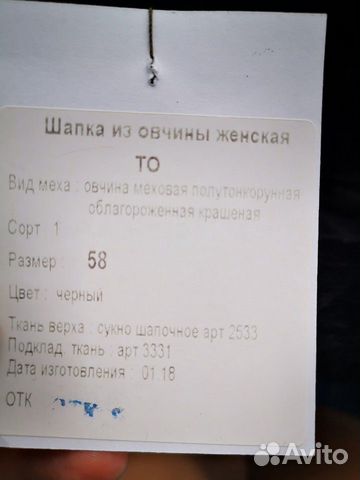 Шапка из овчины женская
ТО
Вид меха : овчина меховая полутонкорунная
облагороженная крашеная
Сорт 1
Размер : 58
Цвет : черный
Ткань верха : сукно шапочное арт 2533
Подклад. ткань : арт 3331
Дата изготовления : 01.18
ОТК
Avito